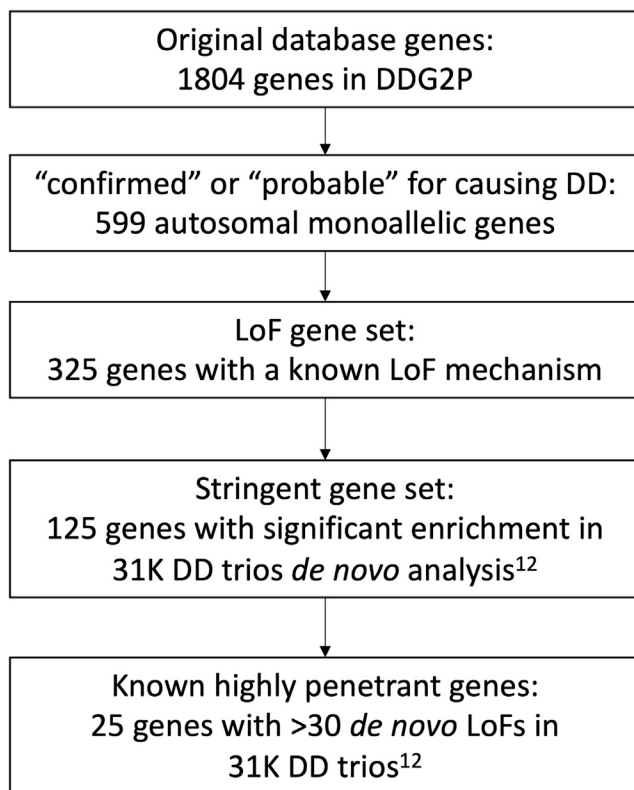 Original database genes:
1804 genes in DDG2P
“confirmed” or “probable” for causing DD:
599 autosomal monoallelic genes
LoF gene set:
325 genes with a known LoF mechanism
Stringent gene set:
125 genes with significant enrichment in
31K DD trios de novo analysis¹²
Known highly penetrant genes:
25 genes with >30 de novo LoFs in
31K DD trios¹²